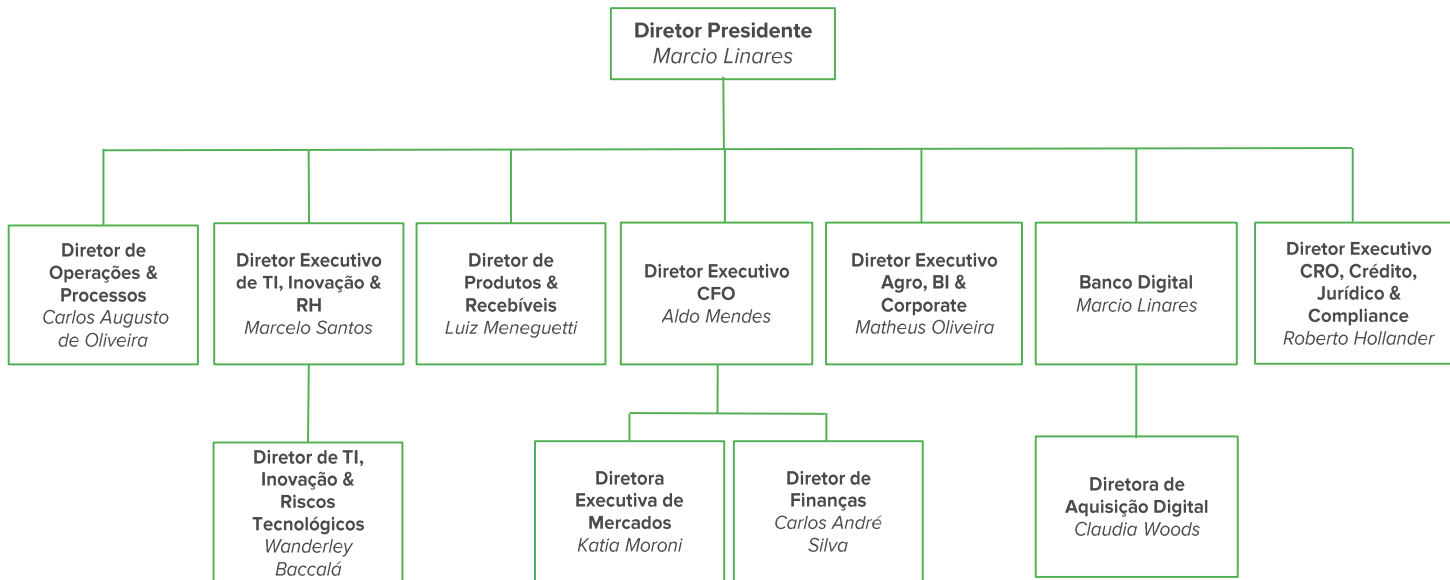 Diretor Presidente
Marcio Linares
Diretor de
Operações &
Processos
Carlos Augusto
de Oliveira
Diretor Executivo
de TI, Inovação &
RH
Marcelo Santos
Diretor de
Produtos &
Recebíveis
Luiz Meneguetti
Diretor Executivo
CFO
Aldo Mendes
Diretor Executivo
Agro, BI &
Corporate
Matheus Oliveira
Banco Digital
Marcio Linares
Diretor Executivo
CRO, Crédito,
Jurídico &
Compliance
Roberto Hollander
Diretor de TI,
Inovação &
Riscos
Tecnológicos
Wanderley
Baccalá
Diretora
Executiva de
Mercados
Katia Moroni
Diretor de
Finanças
Carlos André
Silva
Diretora de
Aquisição Digital
Claudia Woods